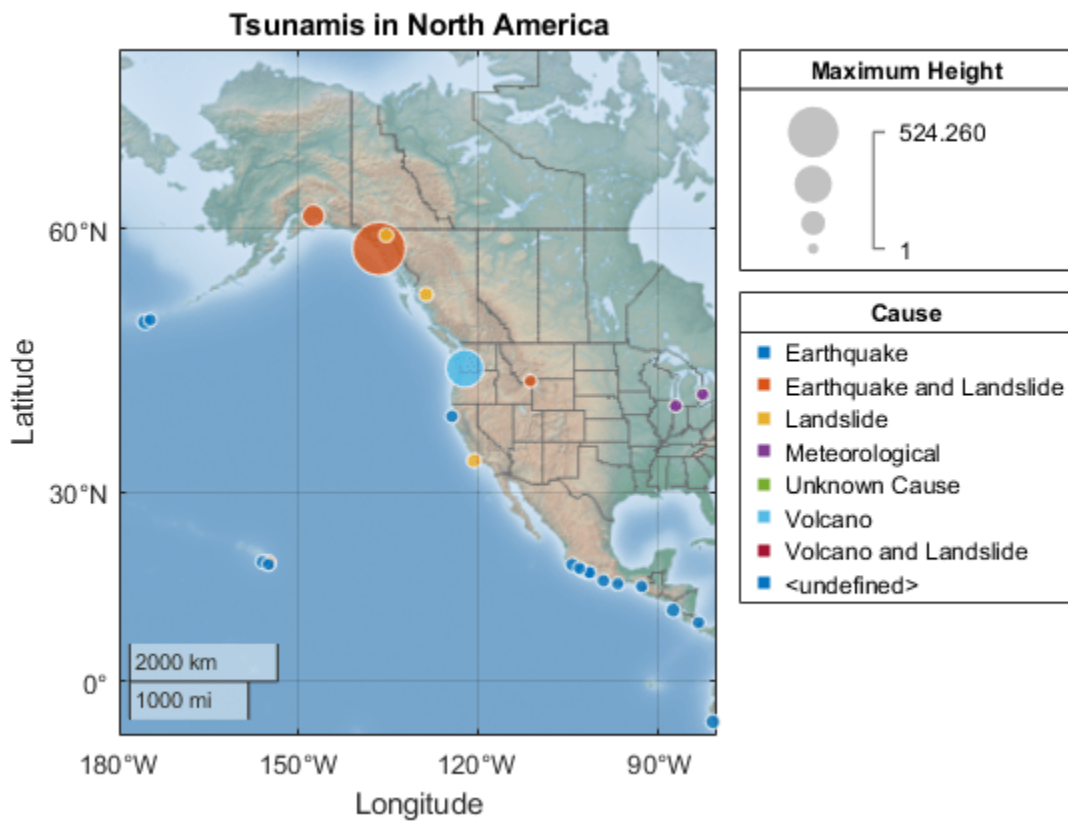 Tsunamis in North America
Maximum Height
524.260
1
Cause
Earthquake
Earthquake and Landslide
Landslide
Meteorological
Unknown Cause
Volcano
Volcano and Landslide
<undefined>
60°N
30°N
0°
Latitude
2000 km
1000 mi
180°W 150°W 120°W 90°W
Longitude